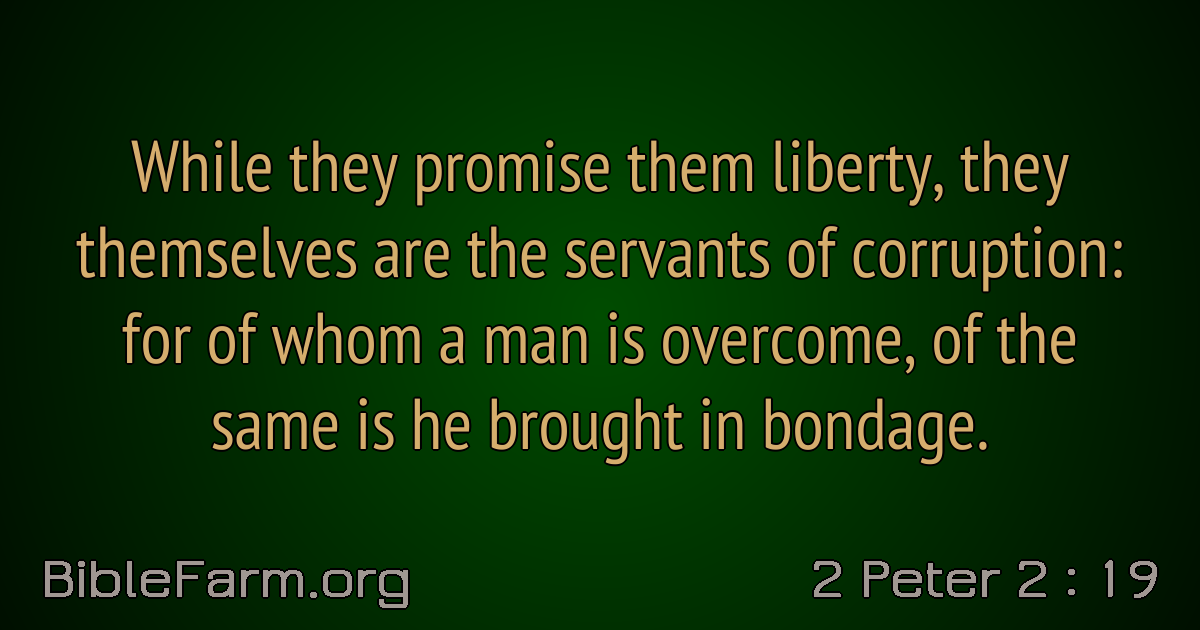 While they promise them liberty, they
themselves are the servants of corruption:
for of whom a man is overcome, of the
same is he brought in bondage.
BibleFarm.org
2 Peter 2 : 19